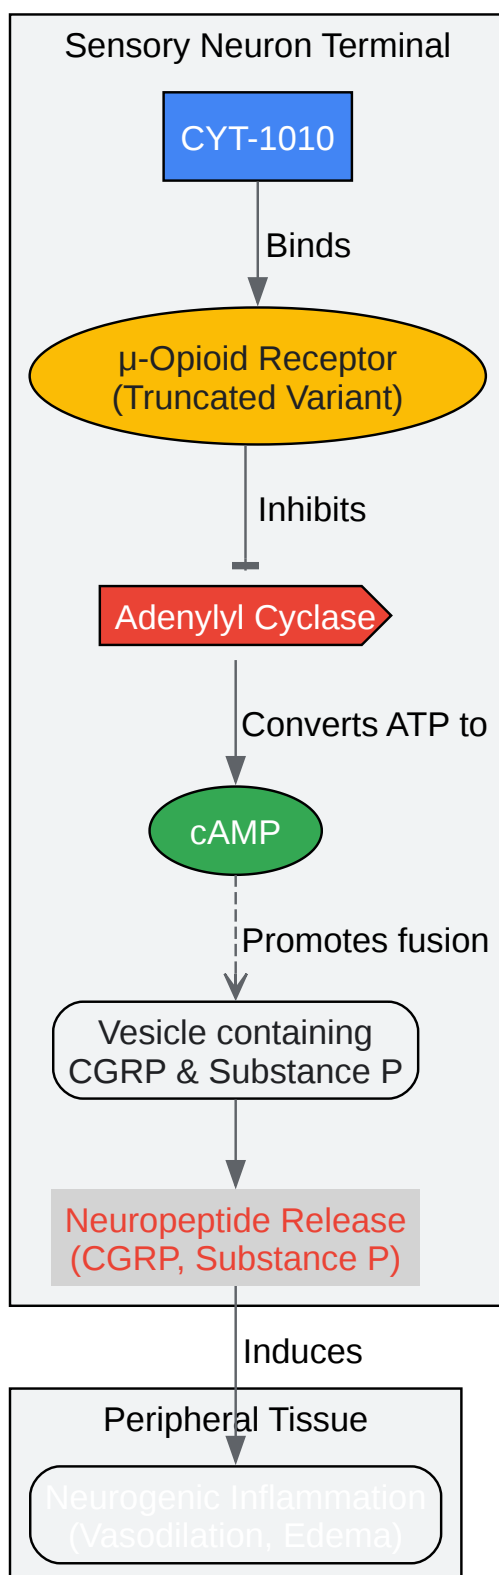 Sensory Neuron Terminal
CYT-1010
Binds
μ-Opioid Receptor
(Truncated Variant)
Inhibits
Adenylyl Cyclase
Converts ATP to
cAMP
Promotes fusion
Vesicle containing
CGRP & Substance P
Neuropeptide Release
(CGRP, Substance P)
Induces
Peripheral Tissue
Neurogenic Inflammation
(Vasodilation, Edema)